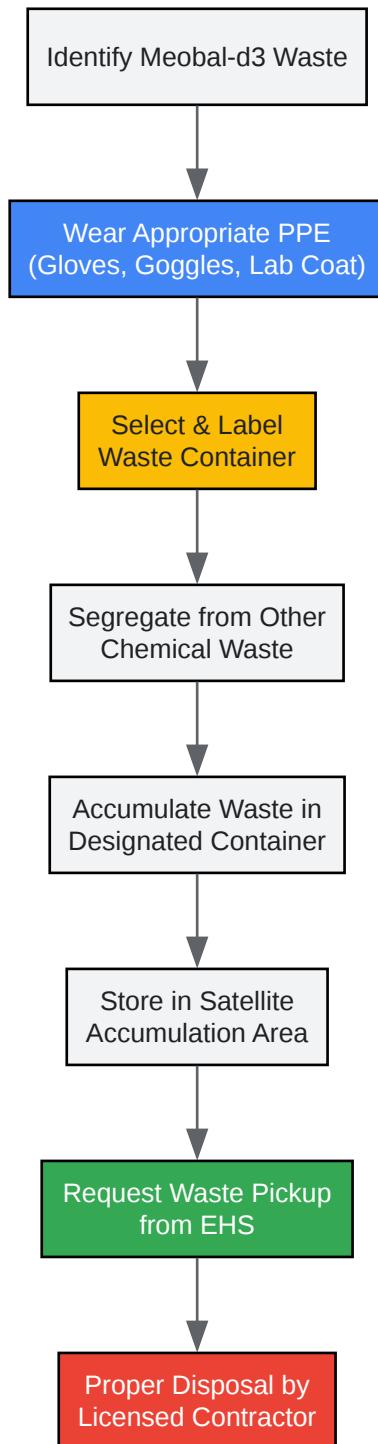 Identify Meobal-d3 Waste
Wear Appropriate PPE
(Gloves, Goggles, Lab Coat)
Select & Label
Waste Container
Segregate from Other
Chemical Waste
Accumulate Waste in
Designated Container
Store in Satellite
Accumulation Area
Request Waste Pickup
from EHS
Proper Disposal by
Licensed Contractor